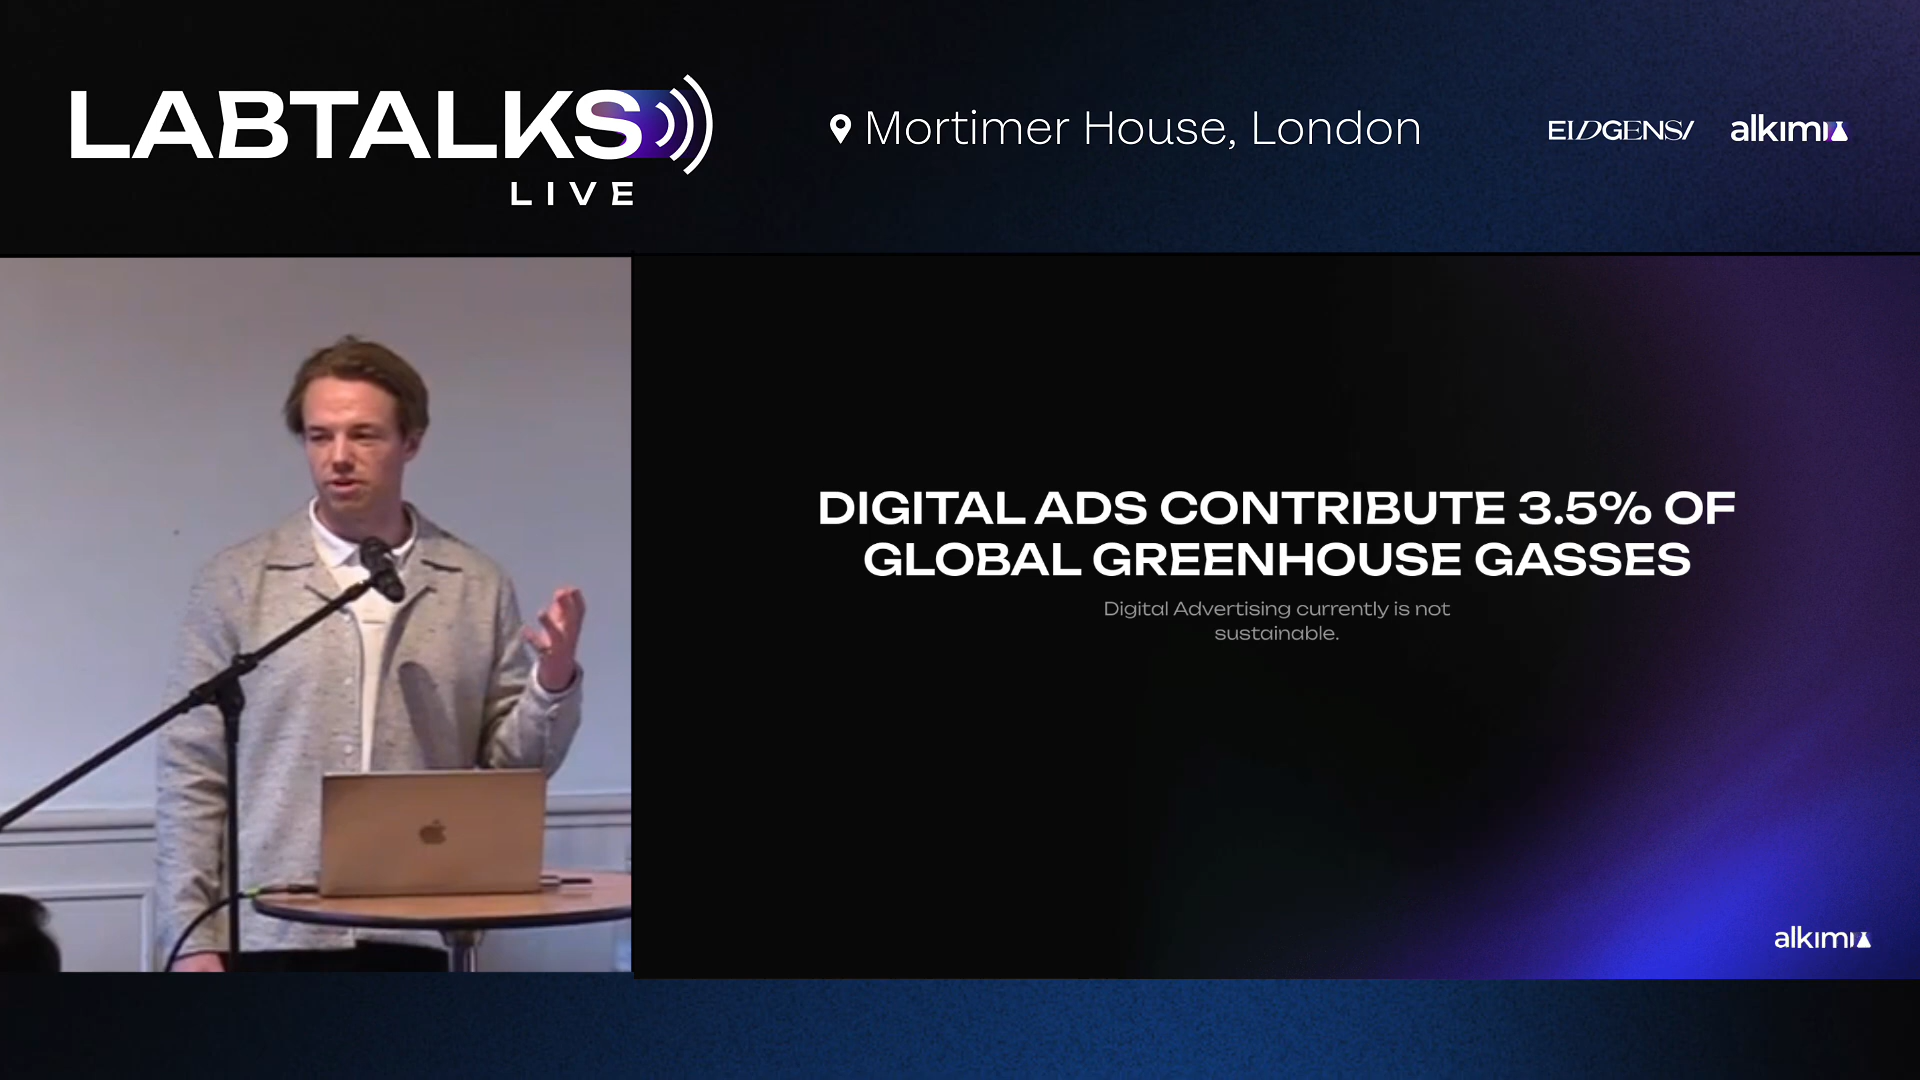 LABTALKS
LIVE
Mortimer House, London
EIDGENSI
alkimi
DIGITAL ADS CONTRIBUTE 3.5% OF
GLOBAL GREENHOUSE GASSES
Digital Advertising currently is not
sustainable.
alkimi